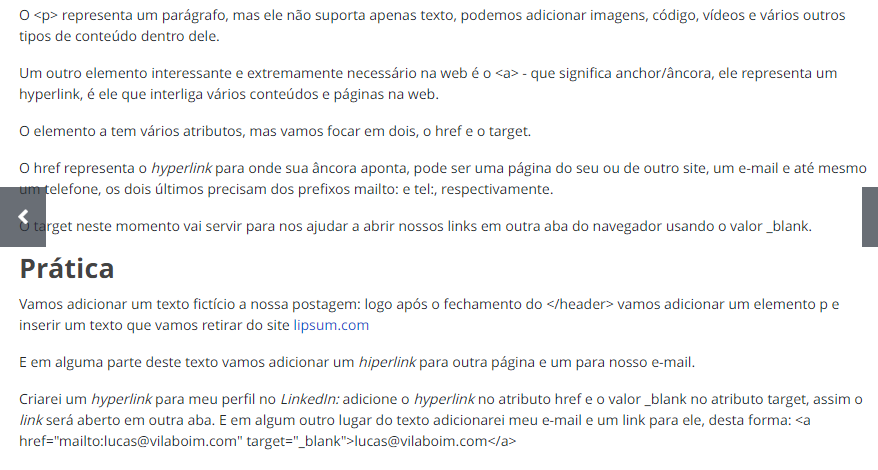 O <p> representa um parágrafo, mas ele não suporta apenas texto, podemos adicionar imagens, código, vídeos e vários outros
tipos de conteúdo dentro dele.
Um outro elemento interessante e extremamente necessário na web é o <a> - que significa anchor/âncora, ele representa um
hyperlink, é ele que interliga vários conteúdos e páginas na web.
O elemento a tem vários atributos, mas vamos focar em dois, o href e o target.
O href representa o hyperlink para onde sua âncora aponta, pode ser uma página do seu ou de outro site, um e-mail e até mesmo
um telefone, os dois últimos precisam dos prefixos mailto: e tel:, respectivamente.
O target neste momento vai servir para nos ajudar a abrir nossos links em outra aba do navegador usando o valor _blank.
Prática
Vamos adicionar um texto fictício a nossa postagem: logo após o fechamento do </header> vamos adicionar um elemento p e
inserir um texto que vamos retirar do site lipsum.com
E em alguma parte deste texto vamos adicionar um hiperlink para outra página e um para nosso e-mail.
Criarei um hyperlink para meu perfil no LinkedIn: adicione o hyperlink no atributo href e o valor _blank no atributo target, assim o
link será aberto em outra aba. E em algum outro lugar do texto adicionarei meu e-mail e um link para ele, desta forma: <a
href="mailto:lucas@vilaboim.com" target="_blank">lucas@vilaboim.com</a>